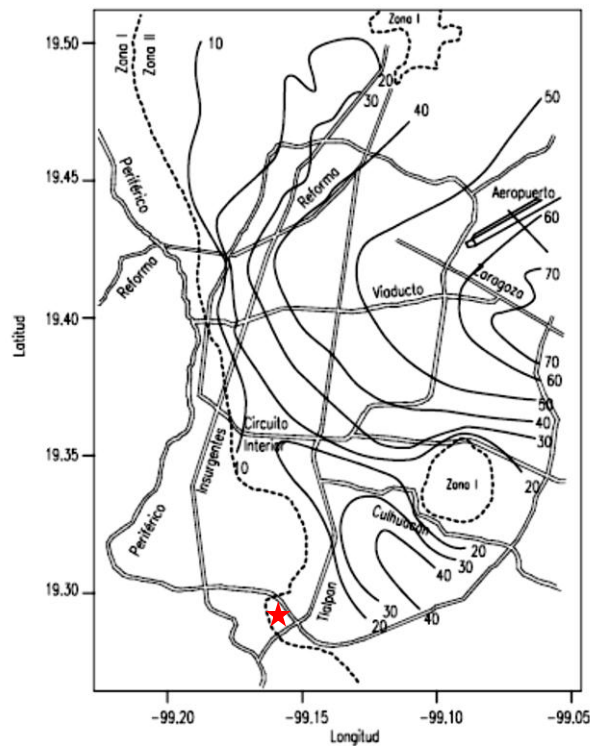 19.50
19.45
19.40
19.35
19.30
Latitud
Zona I
Zona II
10
Zona I
20
30
40
50
Periférico
Reforma
Aeropuerto
60
Reforma
Zaragoza
70
Viaducto
70
60
50
Circuito
Interior
40
30
10
Insurgentes
Zona I
20
Culhuacán
Periférico
20
30
40
Tlalpan
30
40
20
-99.20
-99.15
-99.10
-99.05
Longitud